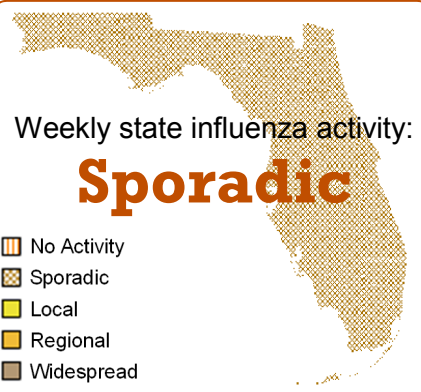 Weekly state influenza activity:
Sporadic
No Activity
Sporadic
Local
Regional
Widespread